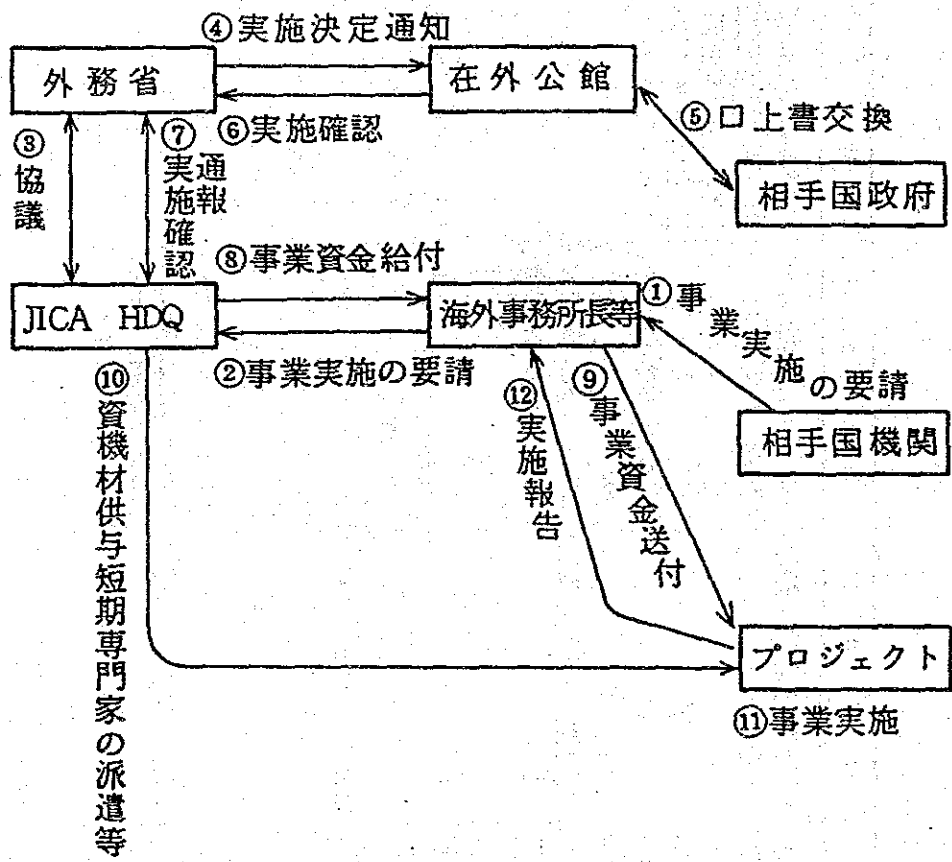 ④実施決定通知
外務省
在外公館
⑥実施確認
⑤口上書交換
相手国政府
③協議
⑦実施確認
通報
⑧事業資金給付
JICA HDQ
海外事務所長等
①事業実施の要請
②事業実施の要請
相手国機関
⑩資機材供与短期専門家の派遣等
⑫実施報告
⑨事業資金送付
プロジェクト
⑪事業実施